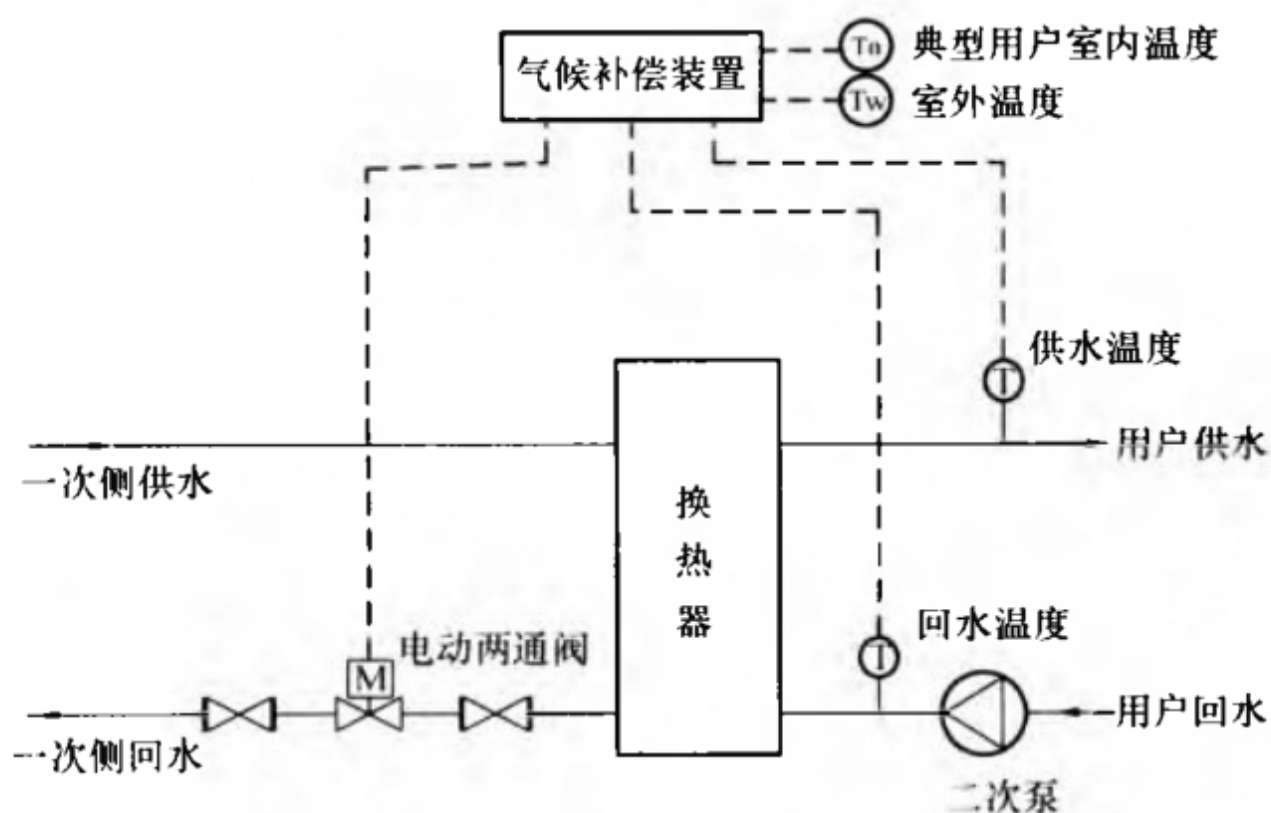 气候补偿装置
Tn 典型用户室内温度
Tw 室外温度
供水温度
T
用户供水
一次侧供水
换热器
回水温度
T
电动两通阀
M
用户回水
一次侧回水
二次泵